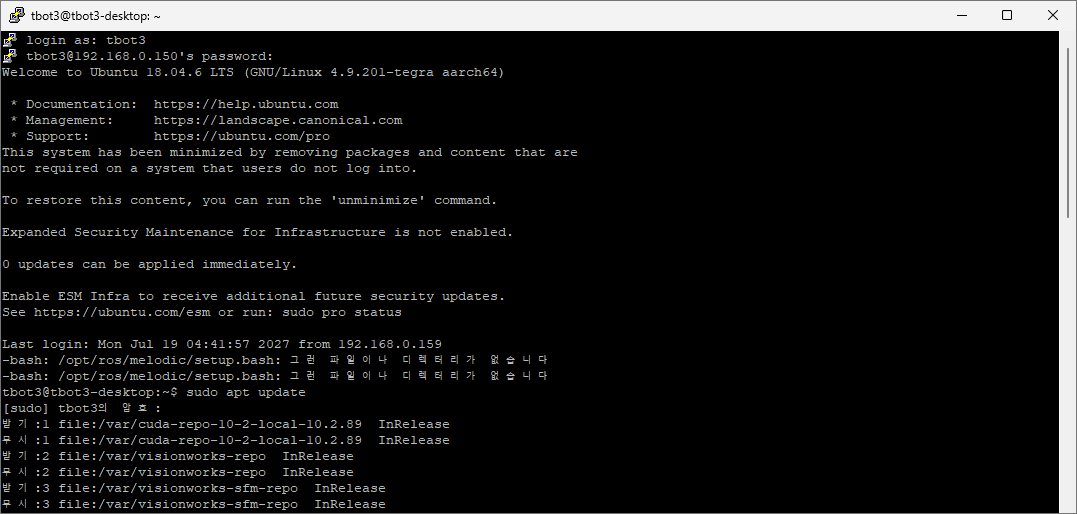 tbot3@tbot3-desktop: ~
login as: tbot3
tbot3@192.168.0.150's password:
Welcome to Ubuntu 18.04.6 LTS (GNU/Linux 4.9.201-tegra aarch64)
* Documentation:  https://help.ubuntu.com
* Management:     https://landscape.canonical.com
* Support:        https://ubuntu.com/pro
This system has been minimized by removing packages and content that are
not required on a system that users do not log into.
To restore this content, you can run the 'unminimize' command.
Expanded Security Maintenance for Infrastructure is not enabled.
0 updates can be applied immediately.
Enable ESM Infra to receive additional future security updates.
See https://ubuntu.com/esm or run: sudo pro status
Last login: Mon Jul 19 04:41:57 2027 from 192.168.0.159
-bash: /opt/ros/melodic/setup.bash: 그런 파일이나 디렉터리가 없습니다
-bash: /opt/ros/melodic/setup.bash: 그런 파일이나 디렉터리가 없습니다
tbot3@tbot3-desktop:~$ sudo apt update
[sudo] tbot3의 암호:
받기:1 file:/var/cuda-repo-10-2-local-10.2.89  InRelease
무시:1 file:/var/cuda-repo-10-2-local-10.2.89  InRelease
받기:2 file:/var/visionworks-repo  InRelease
무시:2 file:/var/visionworks-repo  InRelease
받기:3 file:/var/visionworks-sfm-repo  InRelease
무시:3 file:/var/visionworks-sfm-repo  InRelease